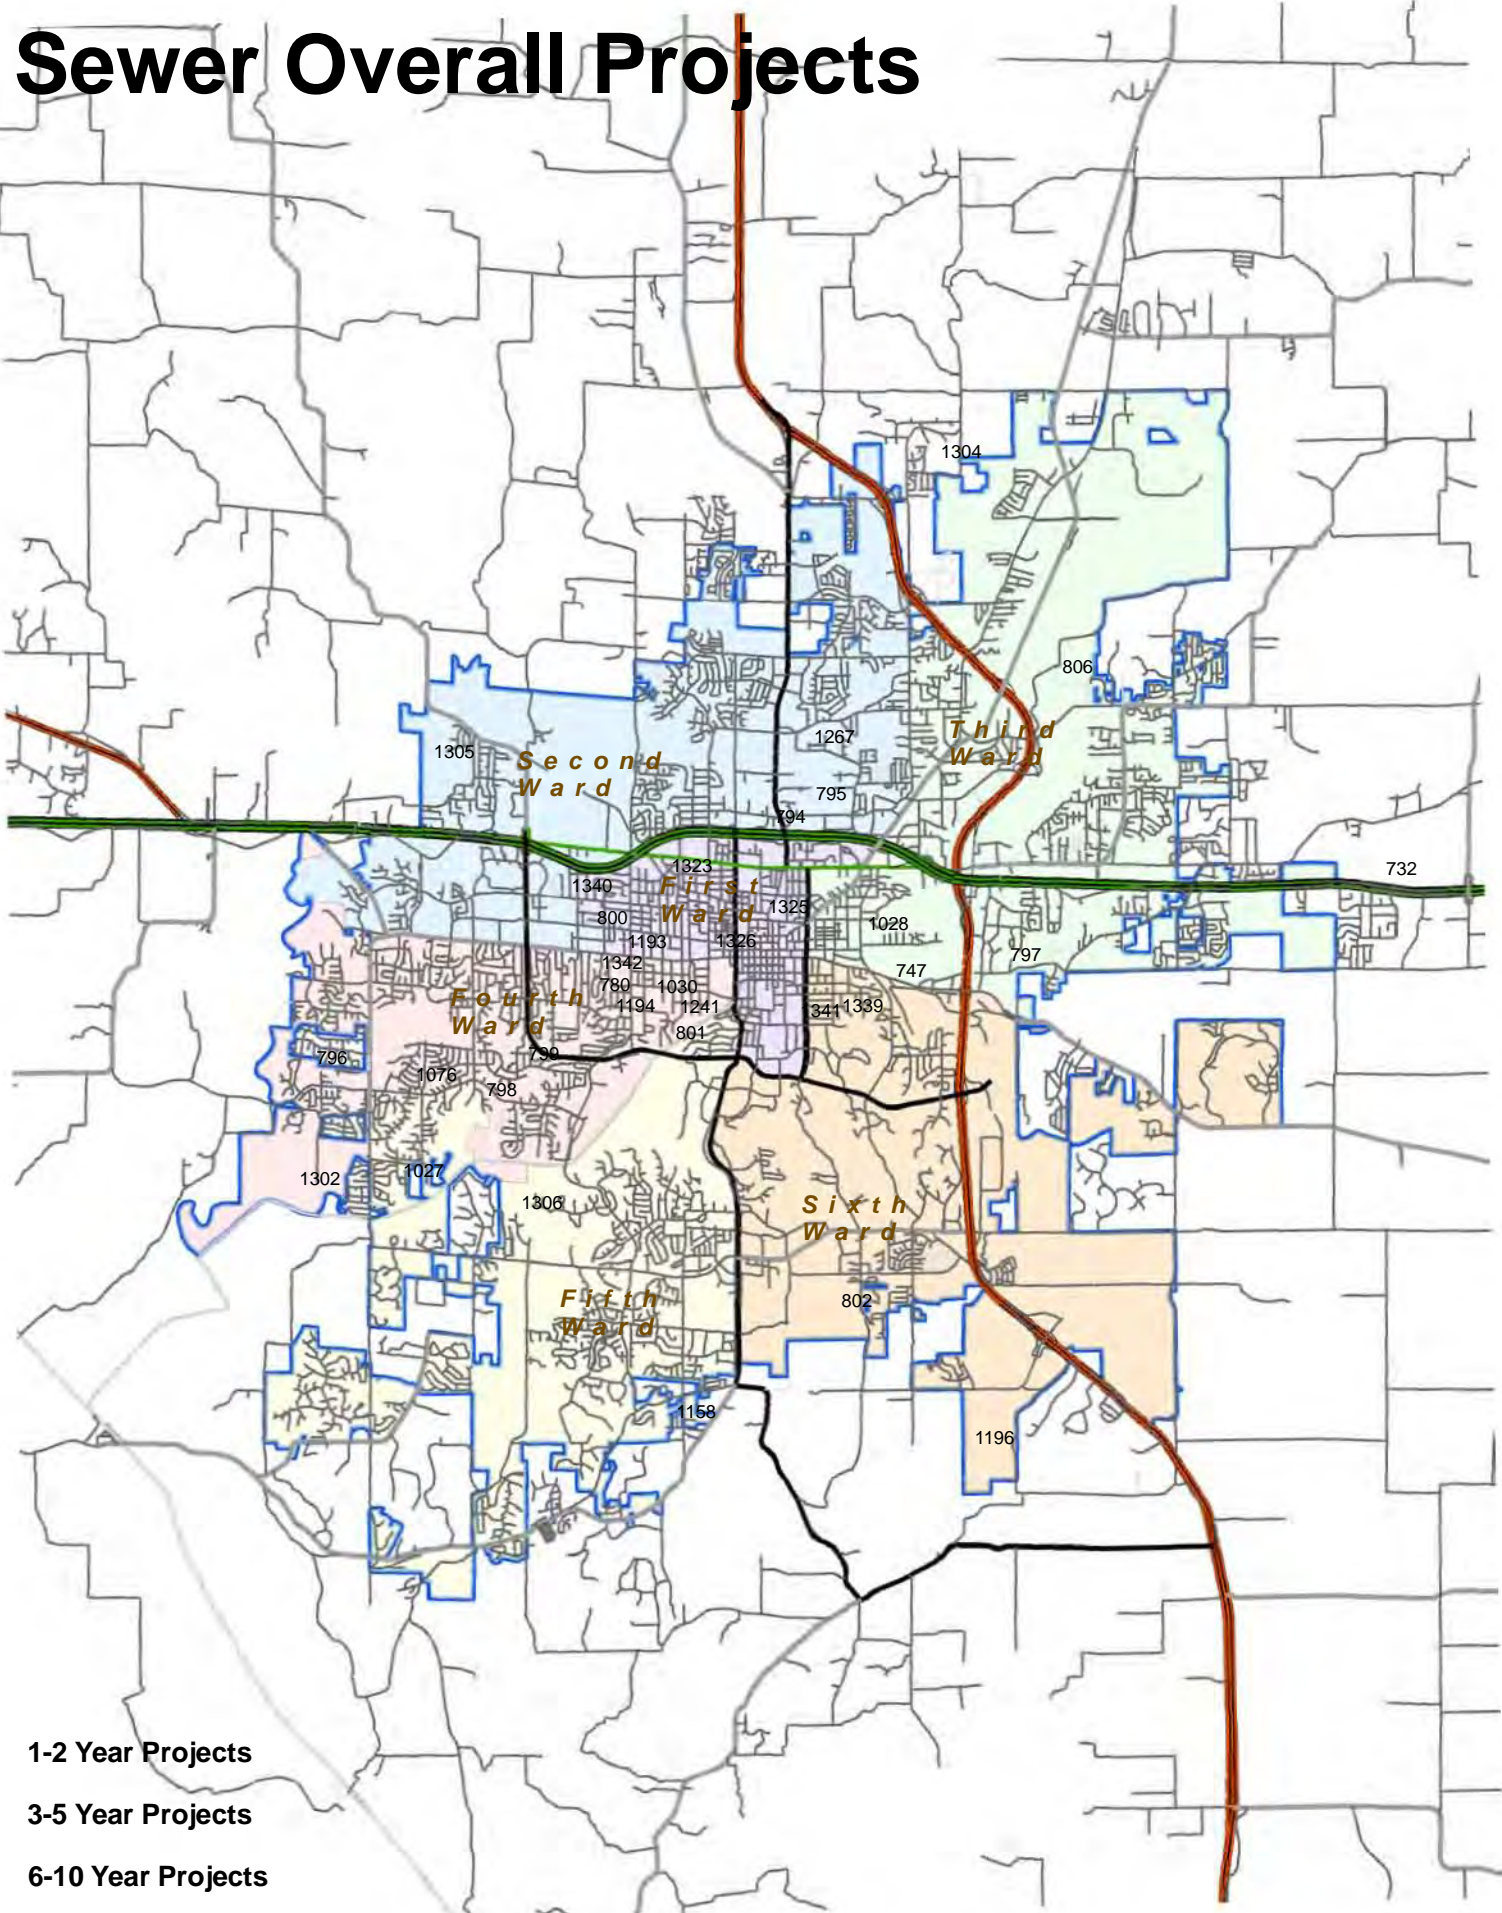 Sewer Overall Projects
1304
806
Third
Ward
1267
1305
Second
Ward
795
794
1323
732
First
Ward
1340
1325
800
1028
1193
1326
797
1342
747
780
1030
Fourth
Ward
1194
1241
1341
1339
801
799
796
1076
798
1027
1302
1306
Sixth
Ward
Fifth
Ward
802
1158
1196
1-2 Year Projects
3-5 Year Projects
6-10 Year Projects